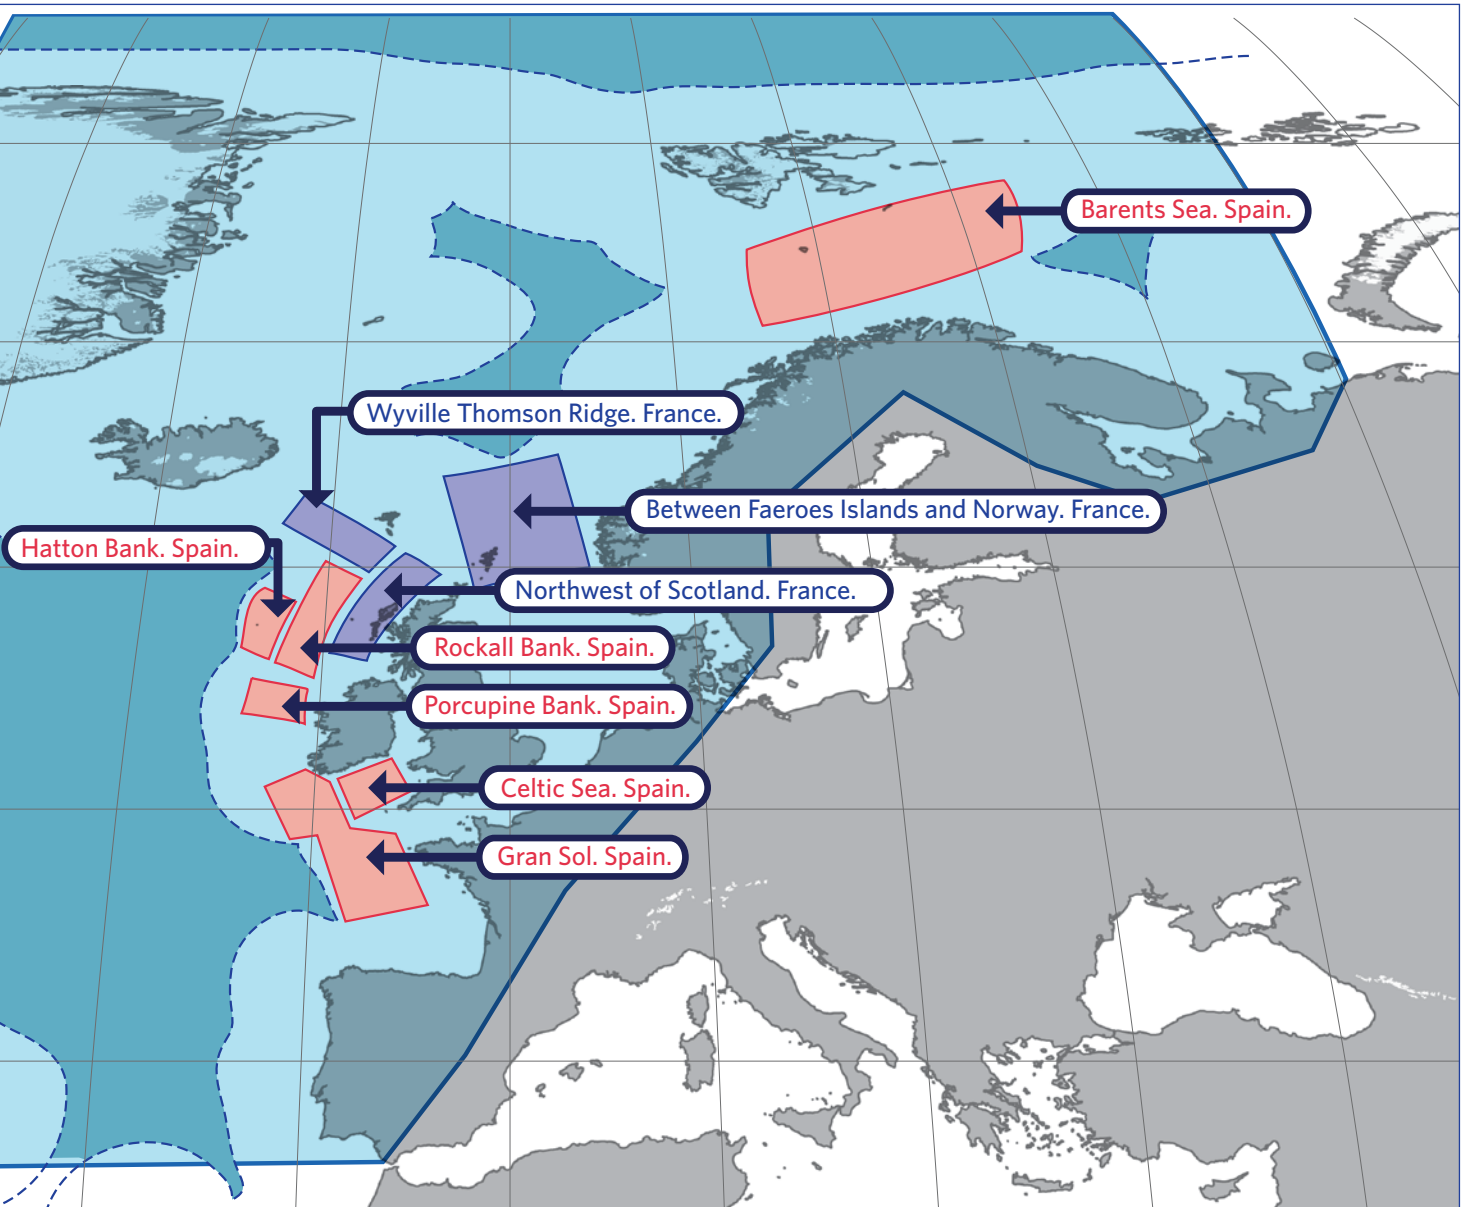 Barents Sea. Spain.
Wyville Thomson Ridge. France.
Between Faeroes Islands and Norway. France.
Hatton Bank. Spain.
Northwest of Scotland. France.
Rockall Bank. Spain.
Porcupine Bank. Spain.
Celtic Sea. Spain.
Gran Sol. Spain.